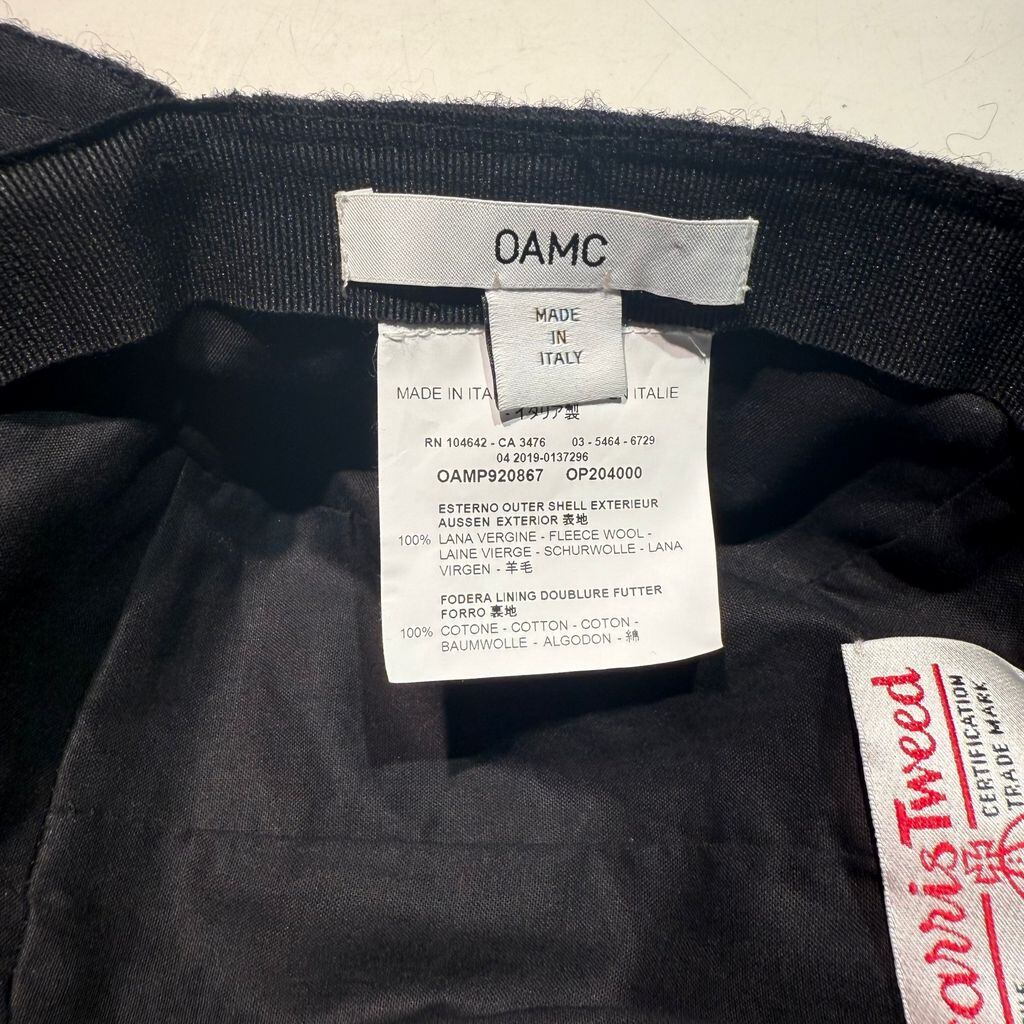 OAMC
MADE
IN
ITALY
MADE IN ITALIE
イタリア製
RN 104642 - CA 3476 03 - 5464 - 6729
04 2019-0137296
OAMP920867 OP204000
ESTERNO OUTER SHELL EXTERIEUR
AUSSEN EXTERIOR 表地
100% LANA VERGINE - FLEECE WOOL -
LAINE VIERGE - SCHURWOLLE - LANA
VIRGEN - 羊毛
FODERA LINING DOUBLURE FUTTER
FORRO 裏地
100% COTONE - COTTON - COTON -
BAUMWOLLE - ALGODON - 綿
arris Tweed
CERTIFICATION
TRADE MARK